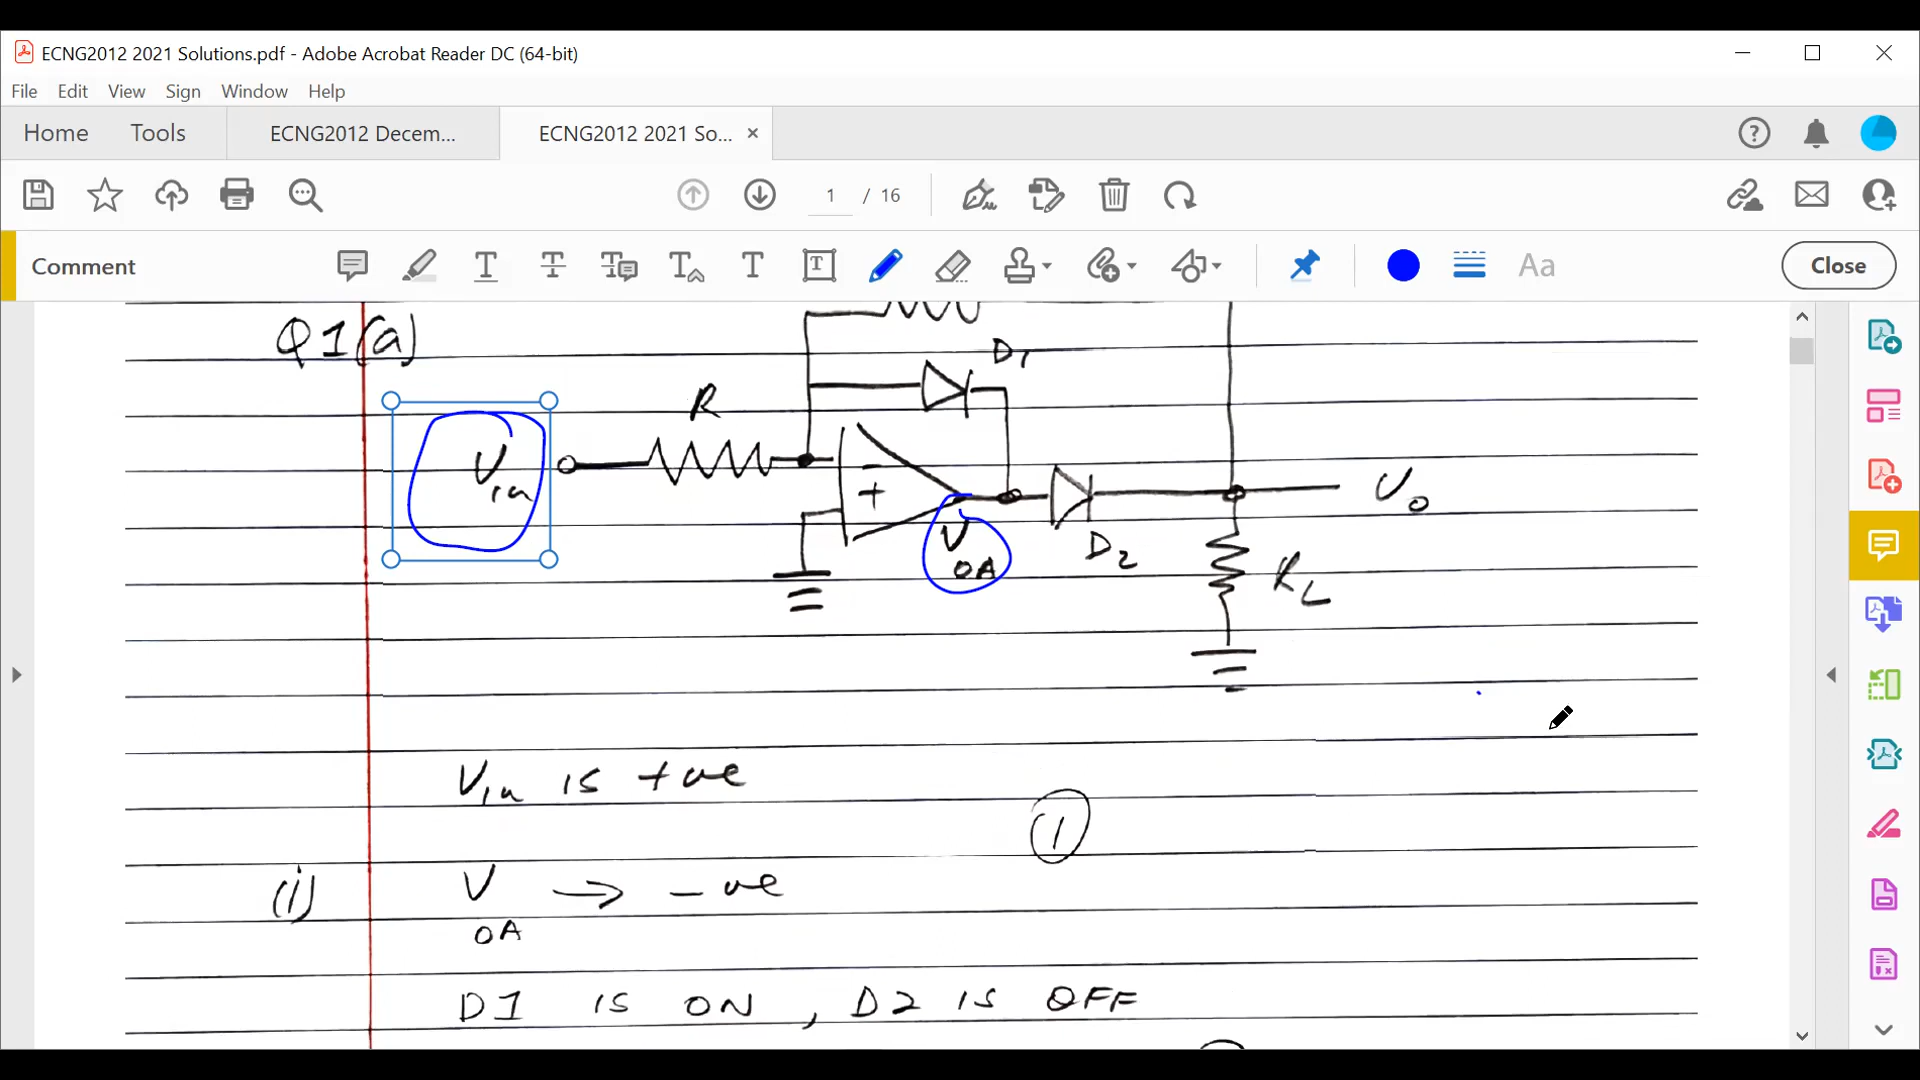 ECNG2012 2021 Solutions.pdf - Adobe Acrobat Reader DC (64-bit)
File Edit View Sign Window Help
Home Tools ECNG2012 Decem... ECNG2012 2021 So... ×
1 / 16
Comment Aa Close
Q1(a)
D1
R
Vin
- 
+
Vo
VOA
D2
RL
Vin is +ve
1
(i) V → -ve
OA
D1 is ON, D2 is OFF